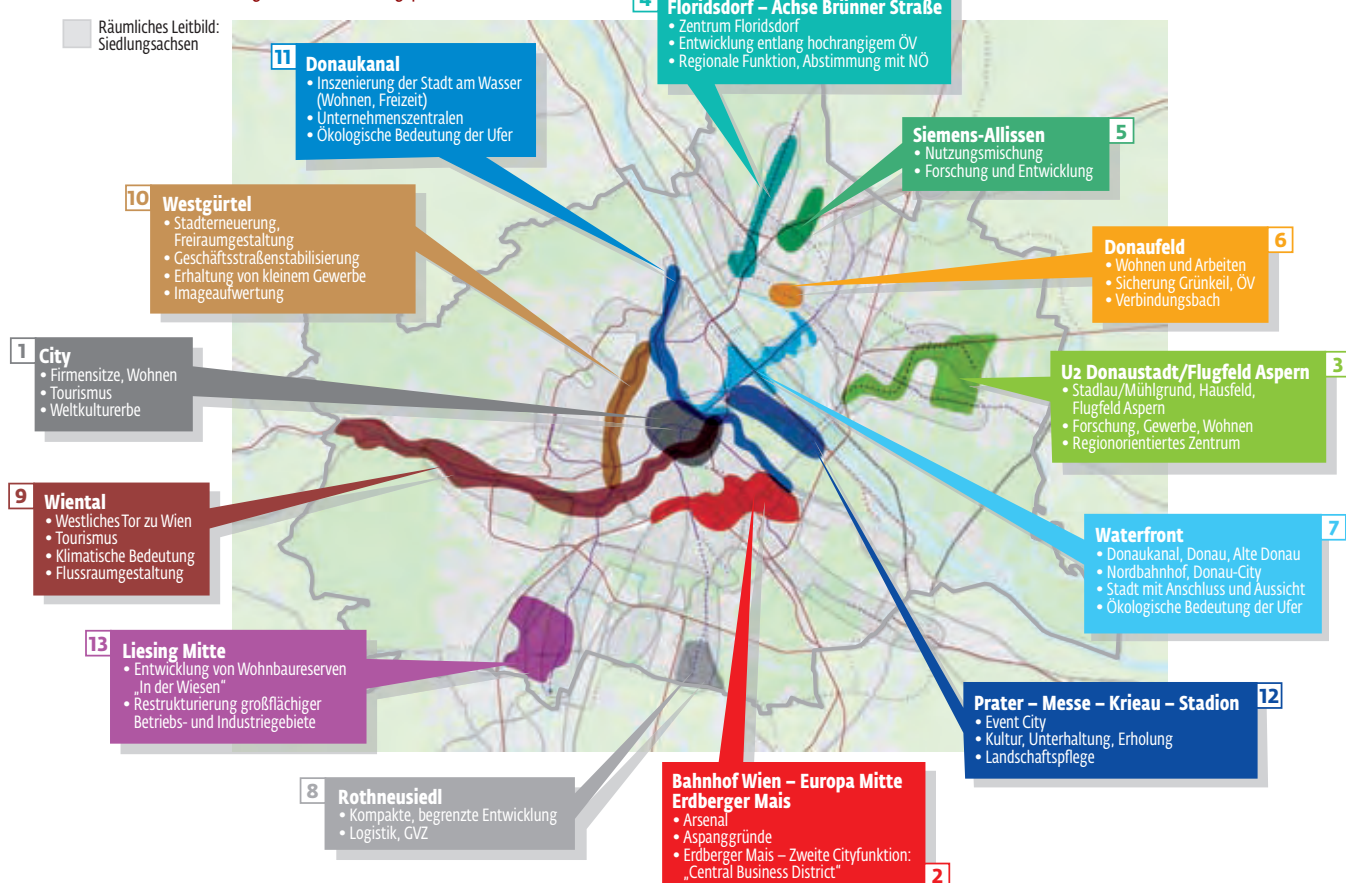 Räumliches Leitbild:
Siedlungsachsen
4
Floridsdorf – Achse Brünner Straße
• Zentrum Floridsdorf
• Entwicklung entlang hochrangigem ÖV
• Regionale Funktion, Abstimmung mit NÖ
11
Donaukanal
• Inszenierung der Stadt am Wasser
(Wohnen, Freizeit)
• Unternehmenszentralen
• Ökologische Bedeutung der Ufer
5
Siemens-Allissen
• Nutzungsmischung
• Forschung und Entwicklung
10
Westgürtel
• Stadterneuerung,
Freiraumgestaltung
• Geschäftsstraßenstabilisierung
• Erhaltung von kleinem Gewerbe
• Imageaufwertung
6
Donaufeld
• Wohnen und Arbeiten
• Sicherung Grünkeil, ÖV
• Verbindungsbach
1
City
• Firmensitze, Wohnen
• Tourismus
• Weltkulturerbe
3
U2 Donaustadt/Flugfeld Aspern
• Stadlau/Mühlgrund, Hausfeld,
Flugfeld Aspern
• Forschung, Gewerbe, Wohnen
• Regionorientiertes Zentrum
9
Wiental
• Westliches Tor zu Wien
• Tourismus
• Klimatische Bedeutung
• Flussraumgestaltung
7
Waterfront
• Donaukanal, Donau, Alte Donau
• Nordbahnhof, Donau-City
• Stadt mit Anschluss und Aussicht
• Ökologische Bedeutung der Ufer
13
Liesing Mitte
• Entwicklung von Wohnbaureserven
„In der Wiesen“
• Restrukturierung großflächiger
Betriebs- und Industriegebiete
12
Prater – Messe – Krieau – Stadion
• Event City
• Kultur, Unterhaltung, Erholung
• Landschaftspflege
8
Rothneusiedl
• Kompakte, begrenzte Entwicklung
• Logistik, GVZ
Bahnhof Wien – Europa Mitte
Erdberger Mais
• Arsenal
• Aspanggründe
• Erdberger Mais – Zweite Cityfunktion:
„Central Business District“
2